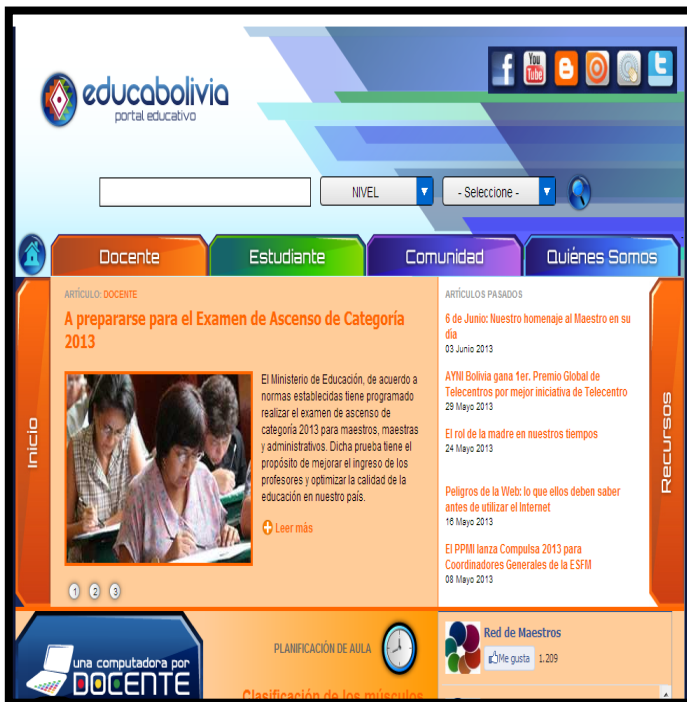 You
Tube
educabolivia
portal educativo
NIVEL
- Seleccione -
Docente
Estudiante
Comunidad
Quiénes Somos
Inicio
ARTÍCULO: DOCENTE
A prepararse para el Examen de Ascenso de Categoría
2013
El Ministerio de Educación, de acuerdo a
normas establecidas tiene programado
realizar el examen de ascenso de
categoría 2013 para maestros, maestras
y administrativos. Dicha prueba tiene el
propósito de mejorar el ingreso de los
profesores y optimizar la calidad de la
educación en nuestro país.
Leer más
1 2 3
ARTÍCULOS PASADOS
6 de Junio: Nuestro homenaje al Maestro en su
día
03 Junio 2013
AYNI Bolivia gana 1er. Premio Global de
Telecentros por mejor iniciativa de Telecentro
29 Mayo 2013
El rol de la madre en nuestros tiempos
24 Mayo 2013
Peligros de la Web: lo que ellos deben saber
antes de utilizar el Internet
16 Mayo 2013
El PPMI lanza Compulsa 2013 para
Coordinadores Generales de la ESFM
08 Mayo 2013
Recursos
una computadora por
DOCENTE
PLANIFICACIÓN DE AULA
Clasificación de los músculos
Red de Maestros
Me gusta 1.209